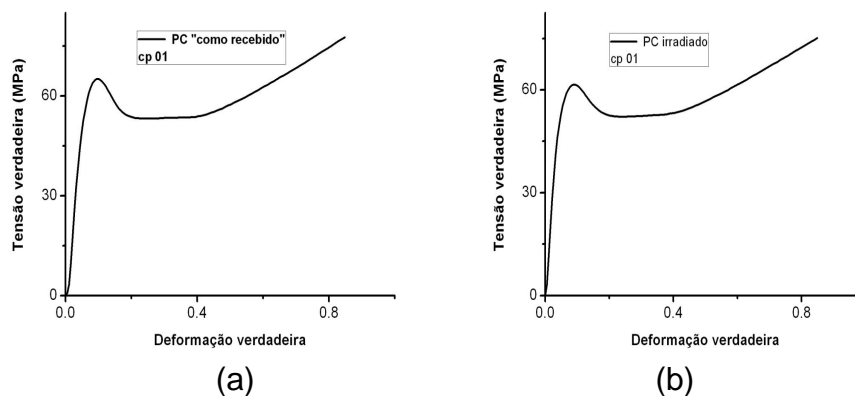 PC "como recebido"
cp 01
Tensão verdadeira (MPa)
60
30
0
0.0
0.4
0.8
Deformação verdadeira
(a)
PC irradiado
cp 01
Tensão verdadeira (MPa)
60
30
0
0.0
0.4
0.8
Deformação verdadeira
(b)